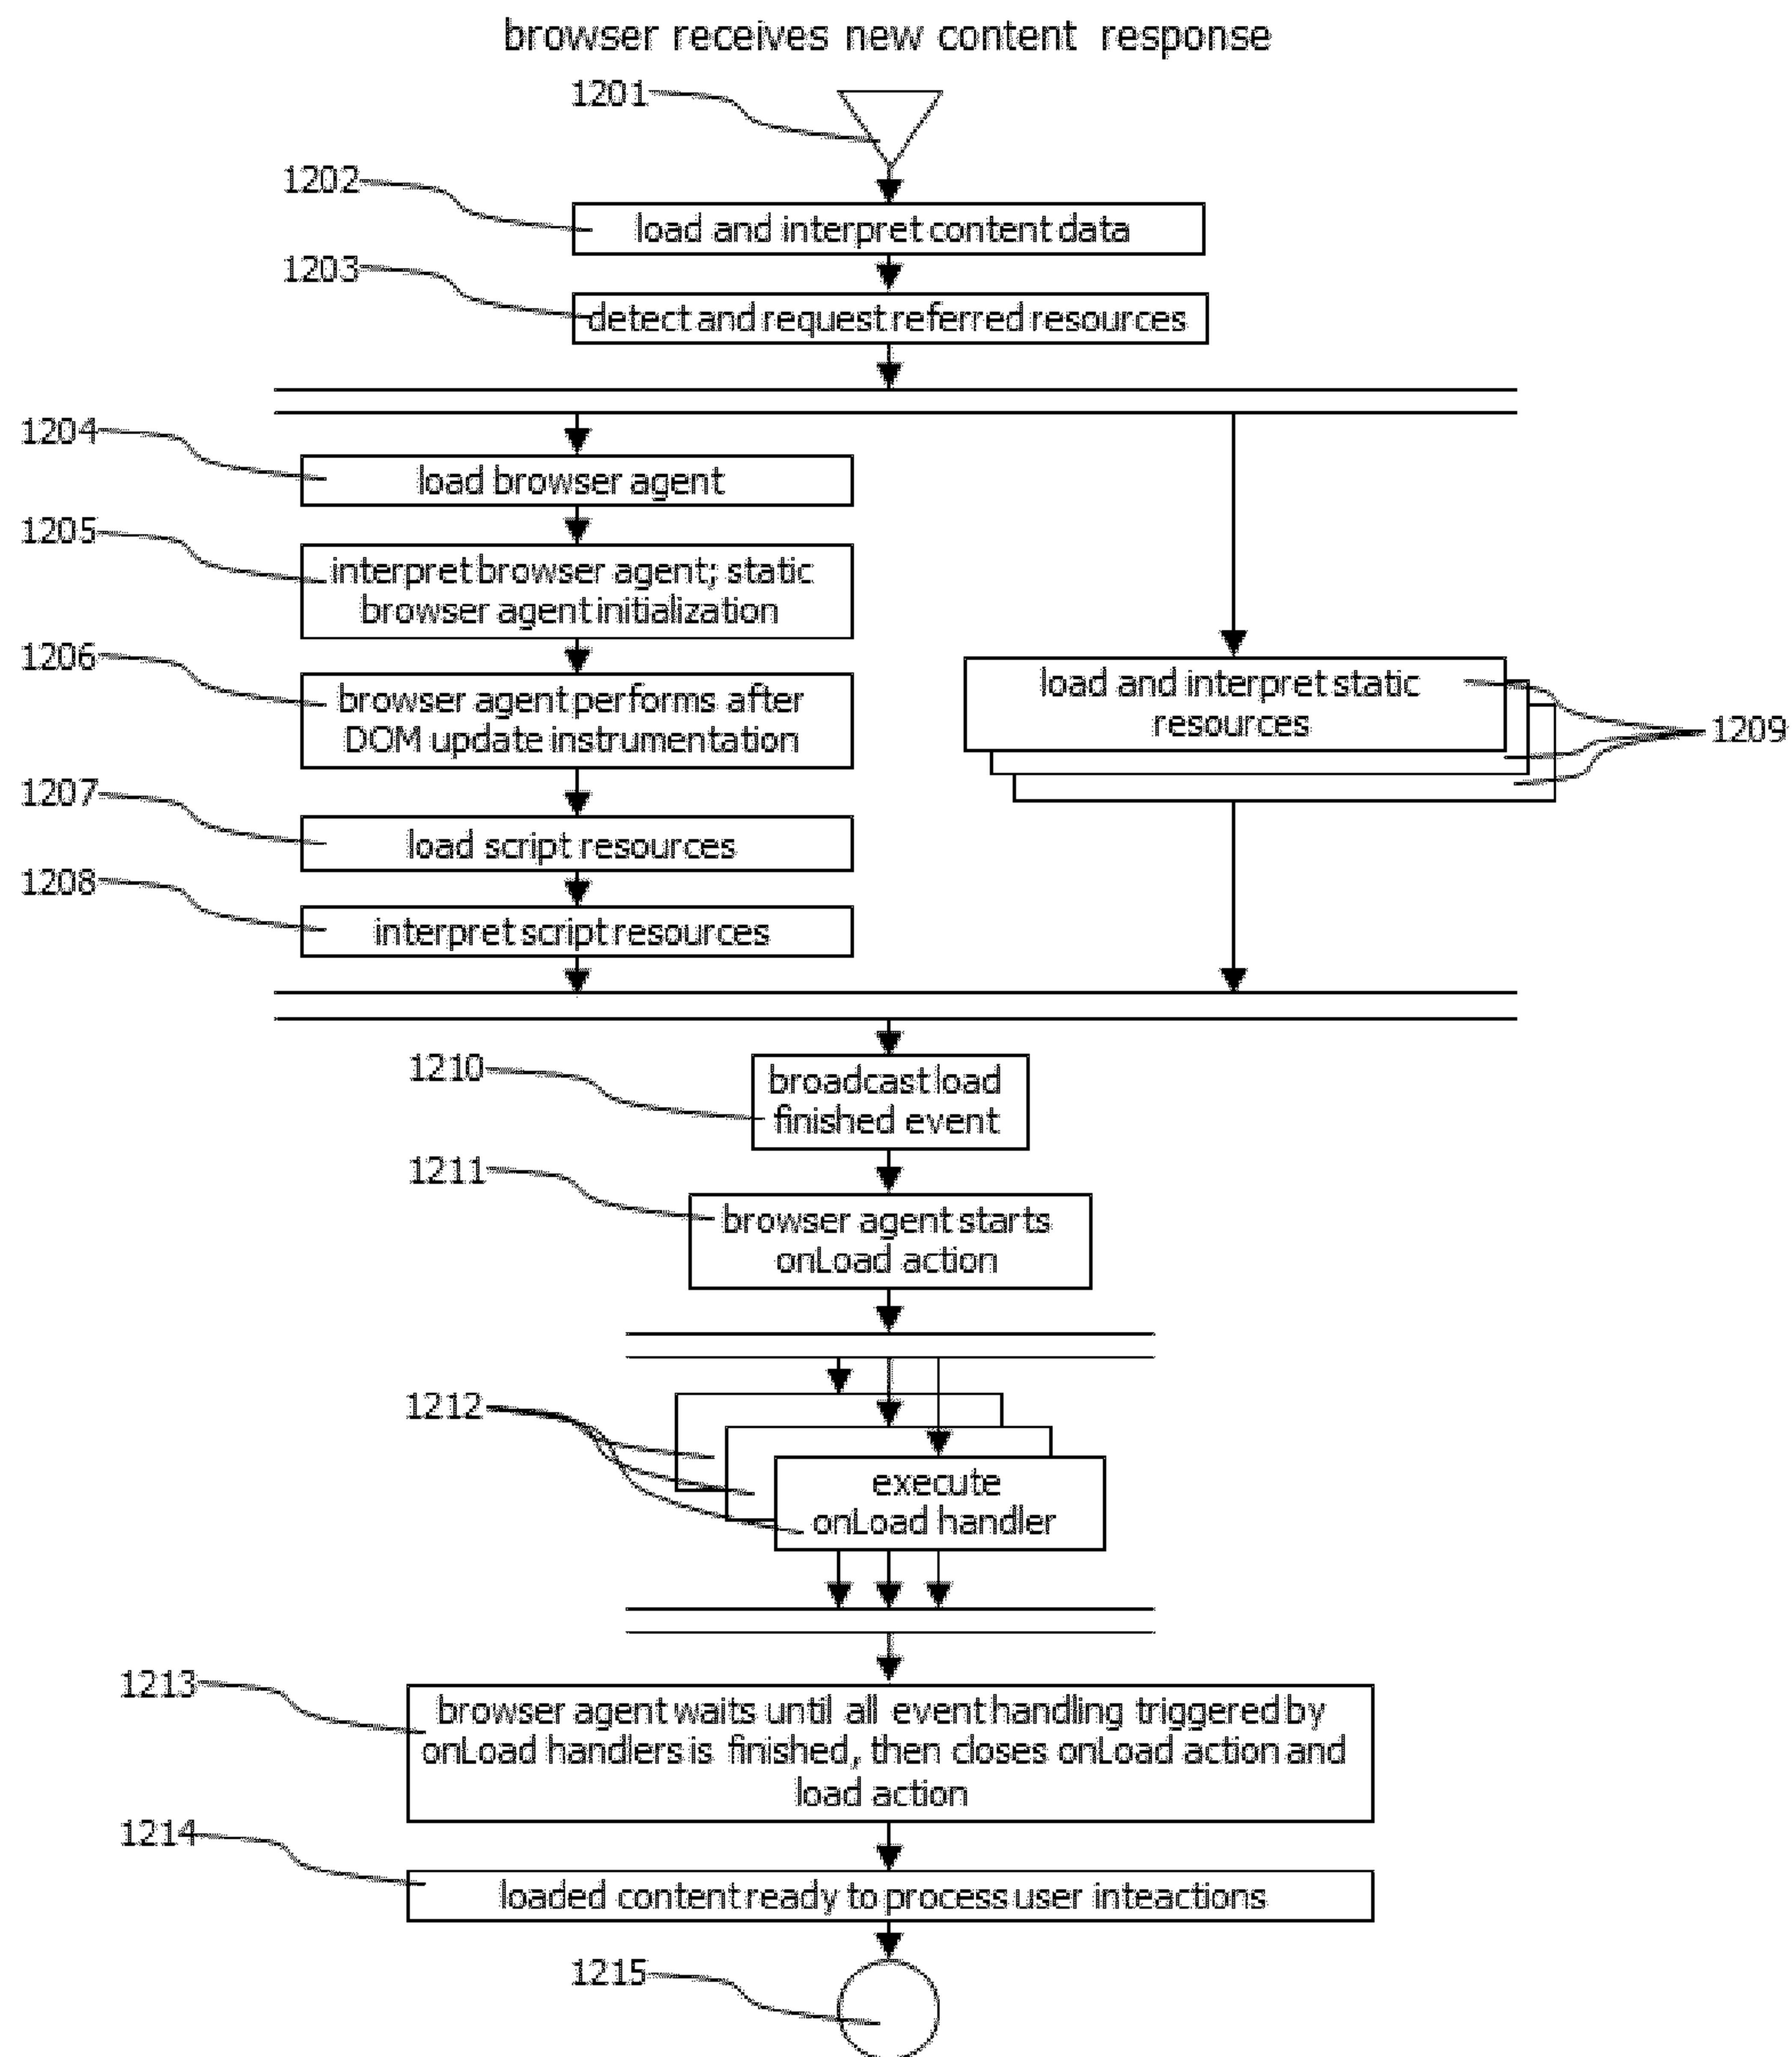 browser receives new content response
1201
1202
load and interpret content data
1203
detect and request referred resources
1204
load browser agent
1205
interpret browser agent; static
browser agent initialization
1206
browser agent performs after
DOM update instrumentation
load and interpret static
resources
1209
1207
load script resources
1208
interpret script resources
1210
broadcast load
finished event
1211
browser agent starts
onLoad action
1212
execute
onLoad handler
1213
browser agent waits until all event handling triggered by
onLoad handlers is finished, then closes onLoad action and
load action
1214
loaded content ready to process user inteactions
1215